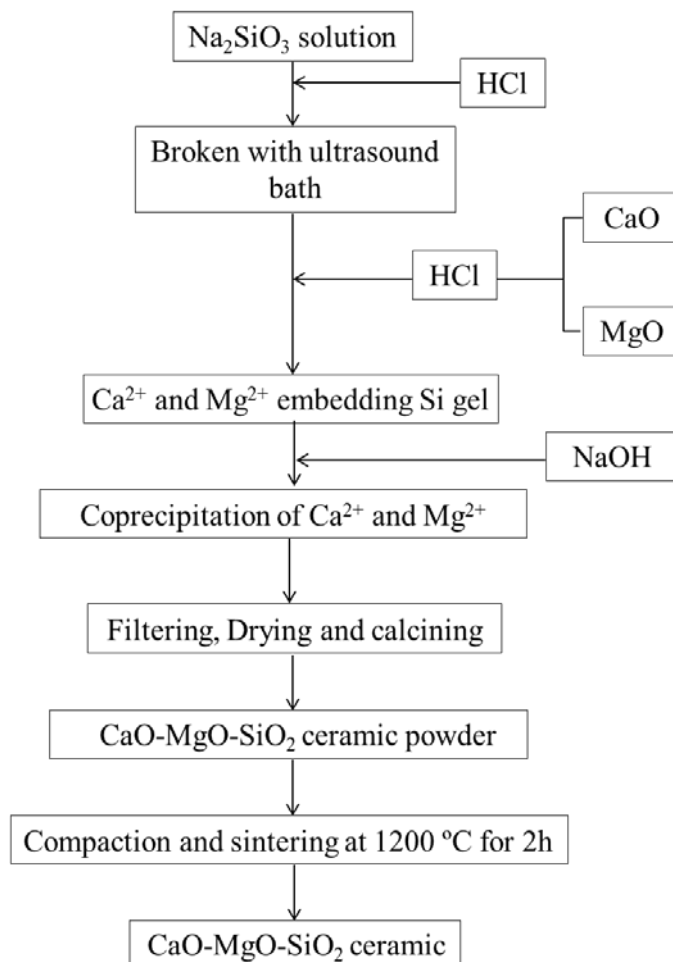 Na₂SiO₃ solution
HCl
Broken with ultrasound
bath
CaO
HCl
MgO
Ca²⁺ and Mg²⁺ embedding Si gel
NaOH
Coprecipitation of Ca²⁺ and Mg²⁺
Filtering, Drying and calcining
CaO-MgO-SiO₂ ceramic powder
Compaction and sintering at 1200 ºC for 2h
CaO-MgO-SiO₂ ceramic